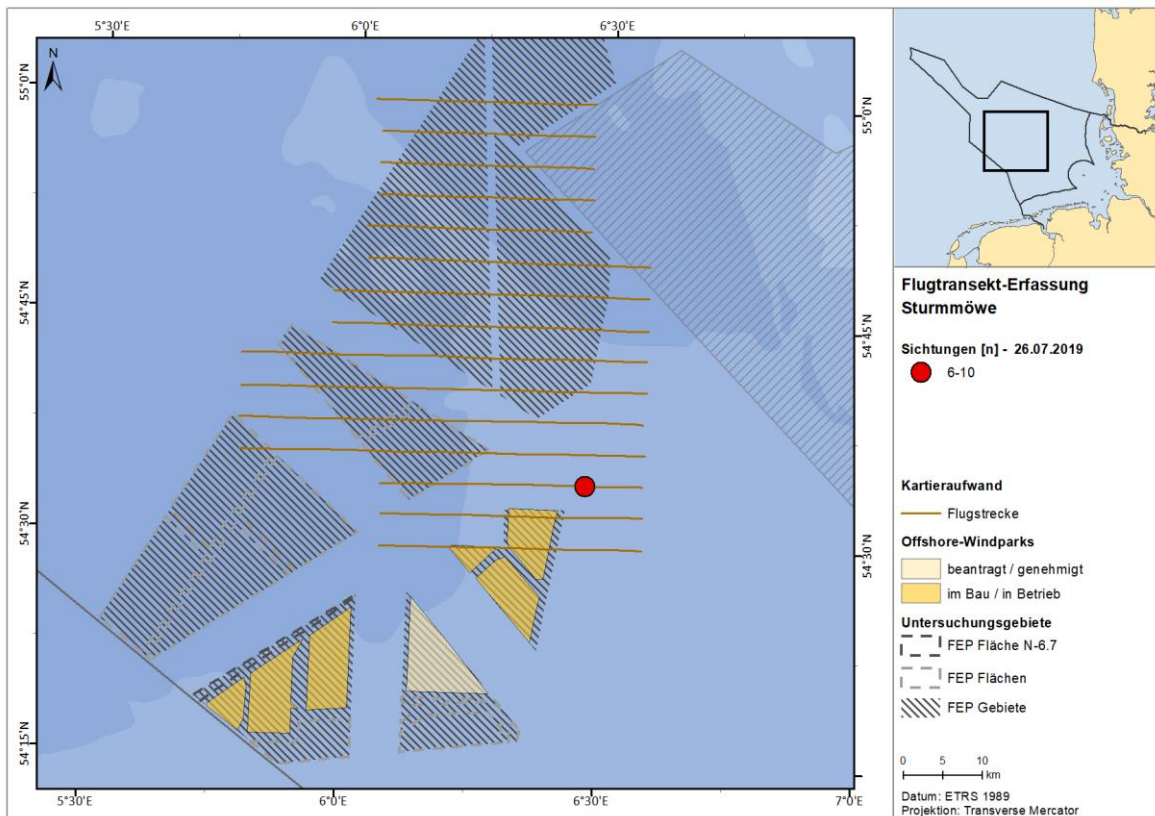 5°30'E
6°0'E
6°30'E
N
55°0'N
54°45'N
54°30'N
54°15'N
55°0'N
54°45'N
54°30'N
5°30'E
6°0'E
6°30'E
7°0'E
Flugtransekt-Erfassung
Sturmmöwe
Sichtungen [n] - 26.07.2019
6-10
Kartieraufwand
Flugstrecke
Offshore-Windparks
beantragt / genehmigt
im Bau / in Betrieb
Untersuchungsgebiete
FEP Fläche N-6.7
FEP Flächen
FEP Gebiete
0 5 10
km
Datum: ETRS 1989
Projektion: Transverse Mercator